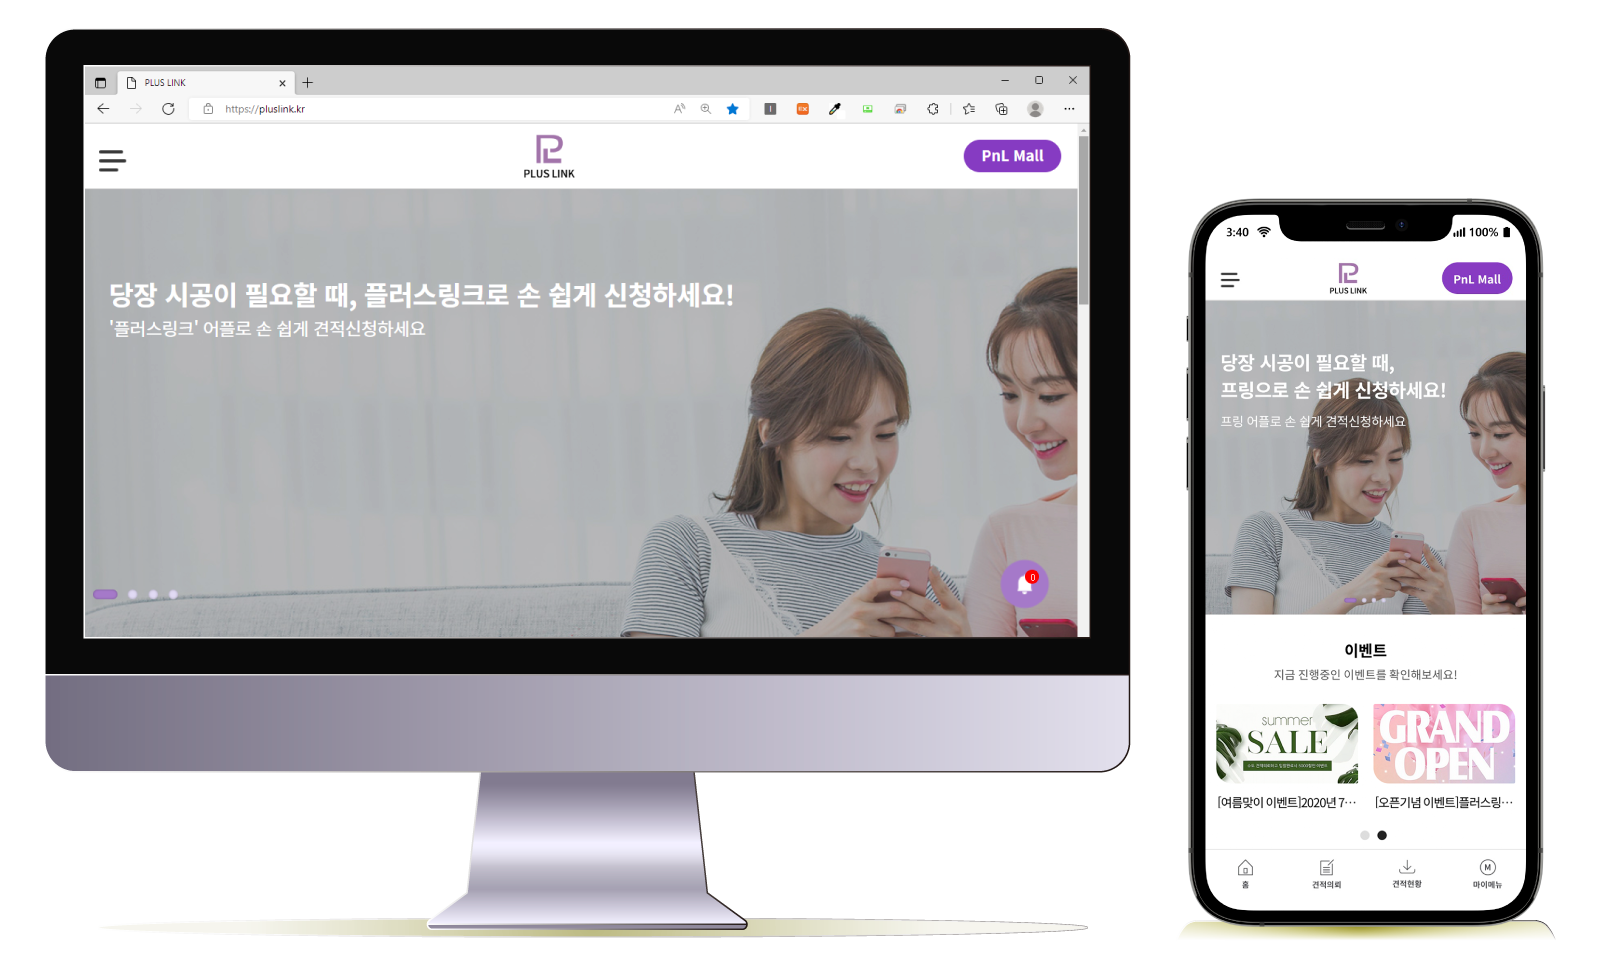 PLUS LINK
https://pluslink.kr
PLUS LINK
PnL Mall
당장 시공이 필요할 때, 플러스링크로 손 쉽게 신청하세요!
'플러스링크' 어플로 손 쉽게 견적신청하세요
0
3:40
100%
PLUS LINK
PnL Mall
당장 시공이 필요할 때,
프링으로 손 쉽게 신청하세요!
프링 어플로 손 쉽게 견적신청하세요
이벤트
지금 진행중인 이벤트를 확인해보세요!
summer
SALE
GRAND
OPEN
[여름맞이 이벤트]2020년 7···
[오픈기념 이벤트]플러스링···
홈
견적의뢰
견적현황
M
마이메뉴